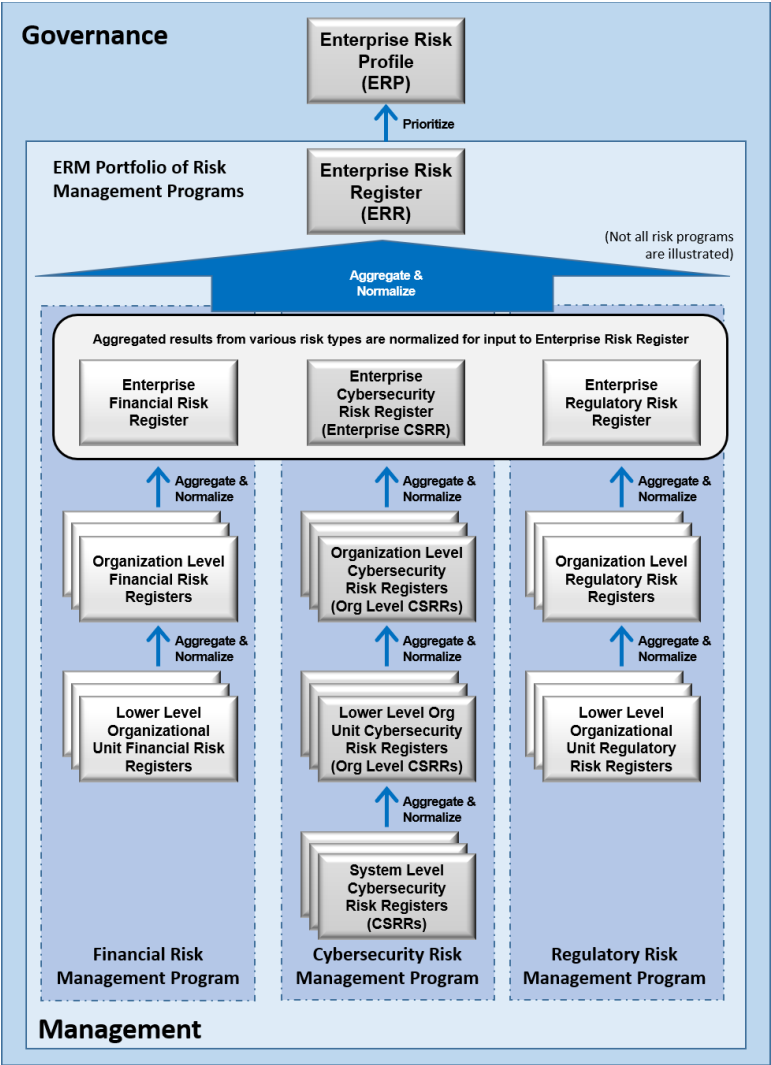 Governance
Enterprise Risk
Profile
(ERP)
Prioritize
ERM Portfolio of Risk
Management Programs
Enterprise Risk
Register
(ERR)
(Not all risk programs
are illustrated)
Aggregate &
Normalize
Aggregated results from various risk types are normalized for input to Enterprise Risk Register
Enterprise
Financial Risk
Register
Enterprise
Cybersecurity
Risk Register
(Enterprise CSRR)
Enterprise
Regulatory Risk
Register
Aggregate &
Normalize
Aggregate &
Normalize
Aggregate &
Normalize
Organization Level
Financial Risk
Registers
Organization Level
Cybersecurity
Risk Registers
(Org Level CSRRs)
Organization Level
Regulatory Risk
Registers
Aggregate &
Normalize
Aggregate &
Normalize
Aggregate &
Normalize
Lower Level
Organizational
Unit Financial Risk
Registers
Lower Level Org
Unit Cybersecurity
Risk Registers
(Org Level CSRRs)
Lower Level
Organizational
Unit Regulatory
Risk Registers
Aggregate &
Normalize
System Level
Cybersecurity
Risk Registers
(CSRRs)
Financial Risk
Management Program
Cybersecurity Risk
Management Program
Regulatory Risk
Management Program
Management